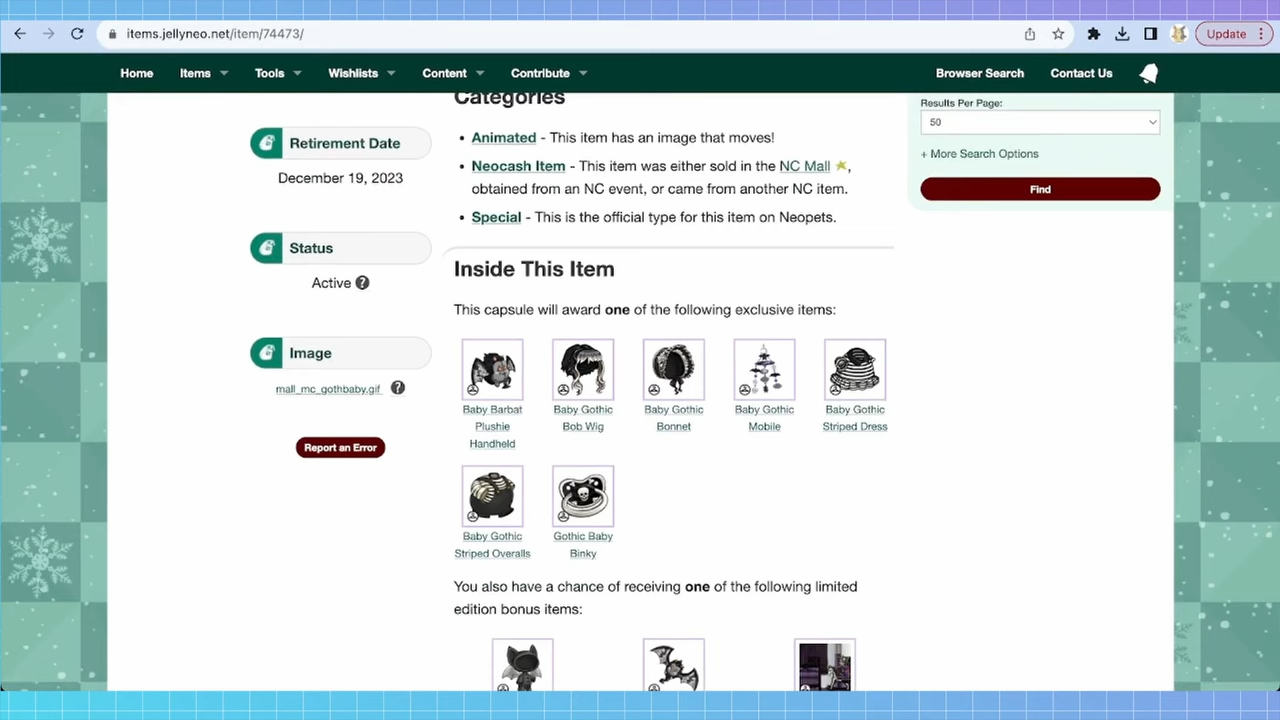 items.jellyneo.net/item/74473/
Update
Home
Items
Tools
Wishlists
Content
Contribute
Browser Search
Contact Us
Categories
Results Per Page:
50
+ More Search Options
Find
Retirement Date
December 19, 2023
Status
Active ?
Image
mall_mc_gothbaby.gif ?
Report an Error
• Animated - This item has an image that moves!
• Neocash Item - This item was either sold in the NC Mall ,
obtained from an NC event, or came from another NC item.
• Special - This is the official type for this item on Neopets.
Inside This Item
This capsule will award one of the following exclusive items:
Baby Barbat
Plushie
Handheld
Baby Gothic
Bob Wig
Baby Gothic
Bonnet
Baby Gothic
Mobile
Baby Gothic
Striped Dress
Baby Gothic
Striped Overalls
Gothic Baby
Binky
You also have a chance of receiving one of the following limited
edition bonus items: